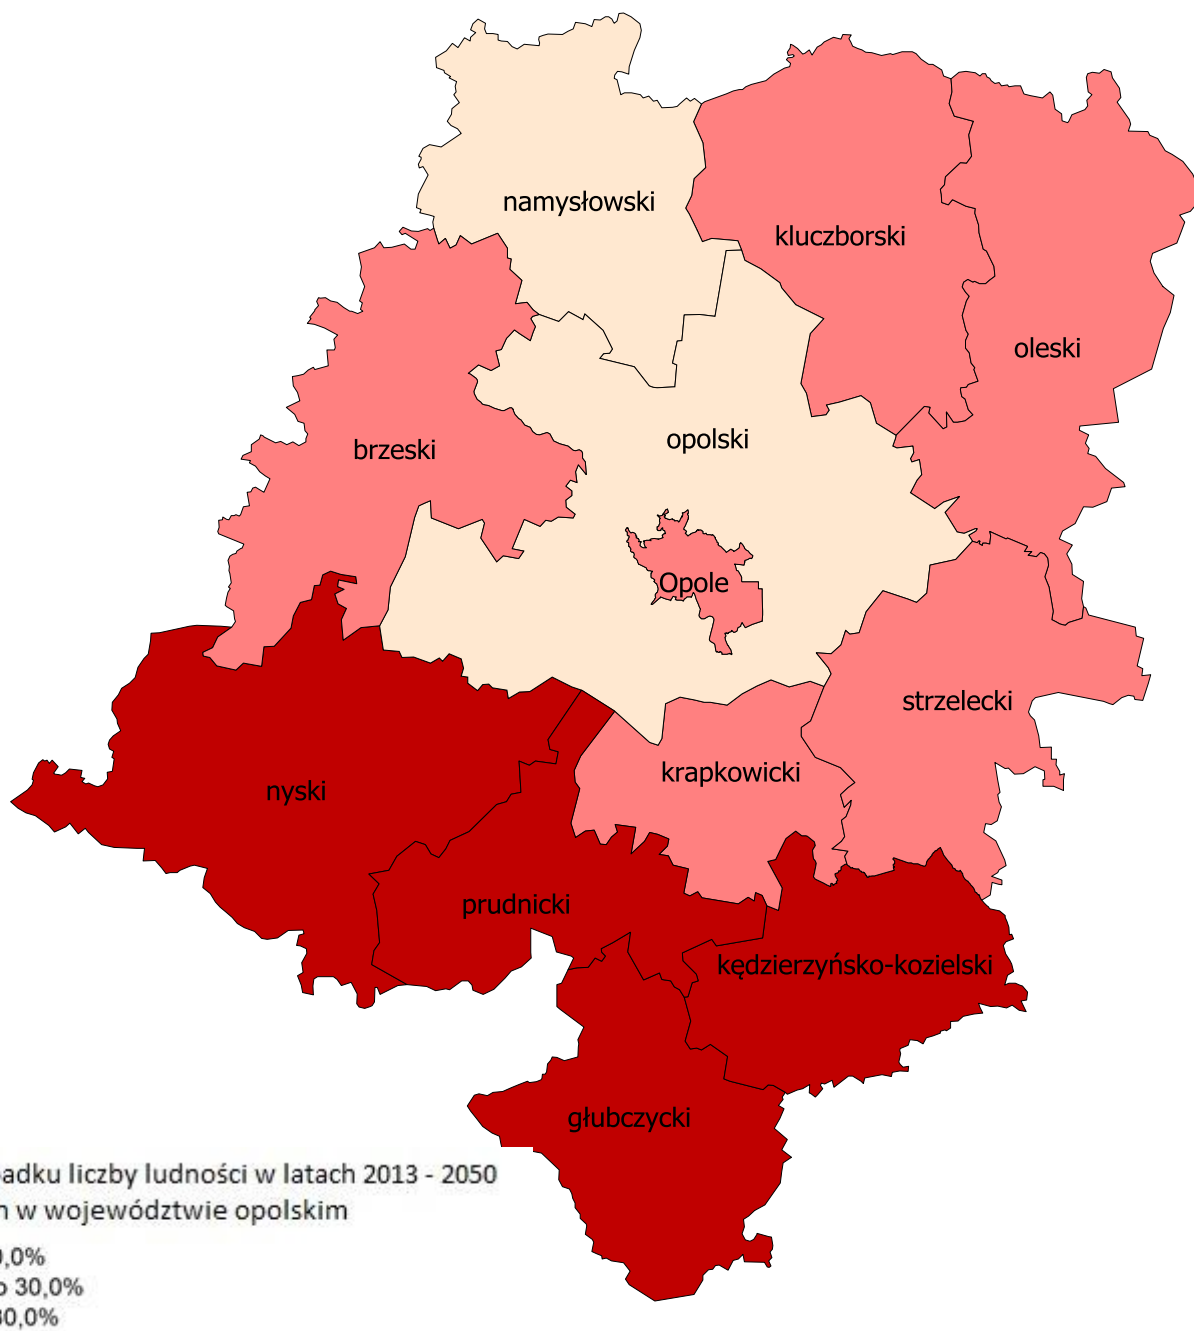 namysłowski
kluczborski
oleski
opolski
brzeski
Opole
strzelecki
krapkowicki
nyski
prudnicki
kędzierzyńsko-kozielski
głubczycki
liczby ludności w latach 2013 - 2050
w województwie opolskim
30,0%